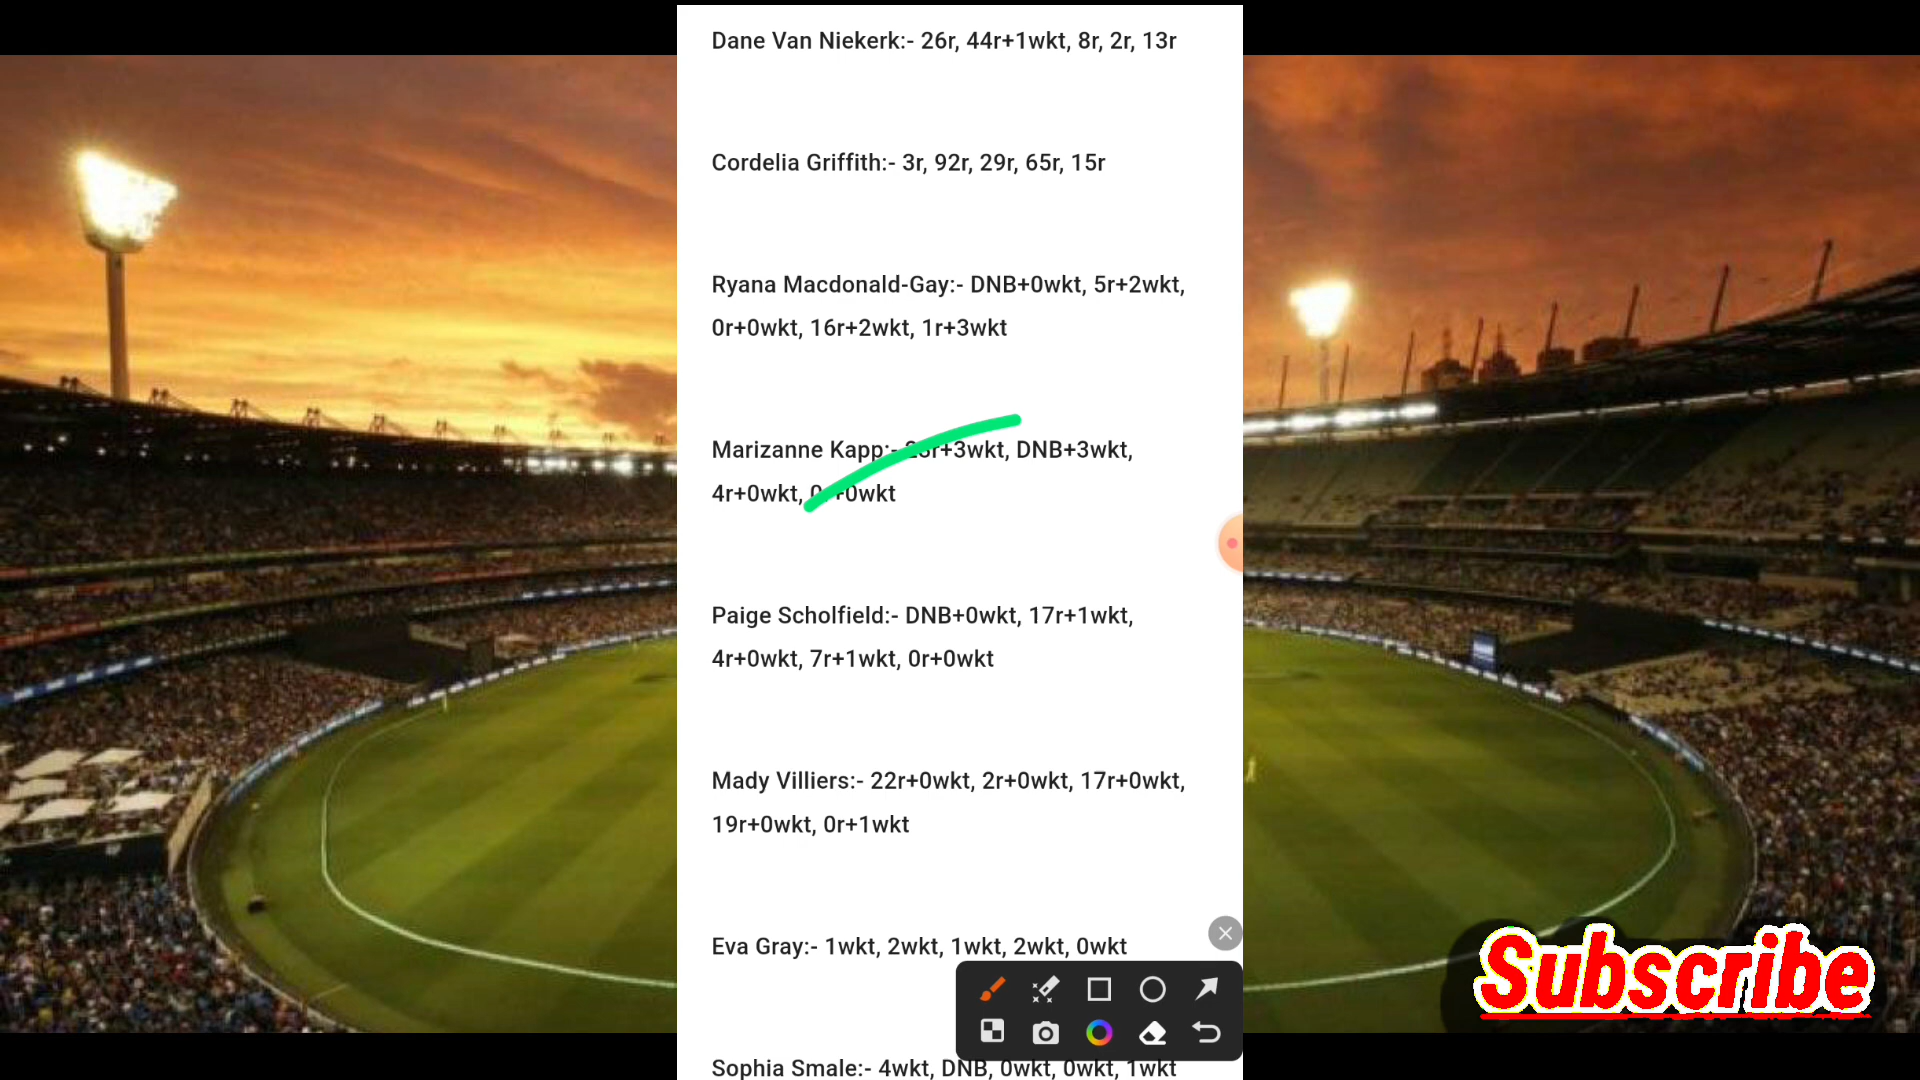 Dane Van Niekerk:- 26r, 44r+1wkt, 8r, 2r, 13r
Cordelia Griffith:- 3r, 92r, 29r, 65r, 15r
Ryana Macdonald-Gay:- DNB+0wkt, 5r+2wkt,
0r+0wkt, 16r+2wkt, 1r+3wkt
Marizanne Kapp:- +3wkt, DNB+3wkt,
4r+0wkt, +0wkt
Paige Scholfield:- DNB+0wkt, 17r+1wkt,
4r+0wkt, 7r+1wkt, 0r+0wkt
Mady Villiers:- 22r+0wkt, 2r+0wkt, 17r+0wkt,
19r+0wkt, 0r+1wkt
Eva Gray:- 1wkt, 2wkt, 1wkt, 2wkt, 0wkt
Sophia Smale:- 4wkt, DNB, 0wkt, 0wkt, 1wkt
Subscribe